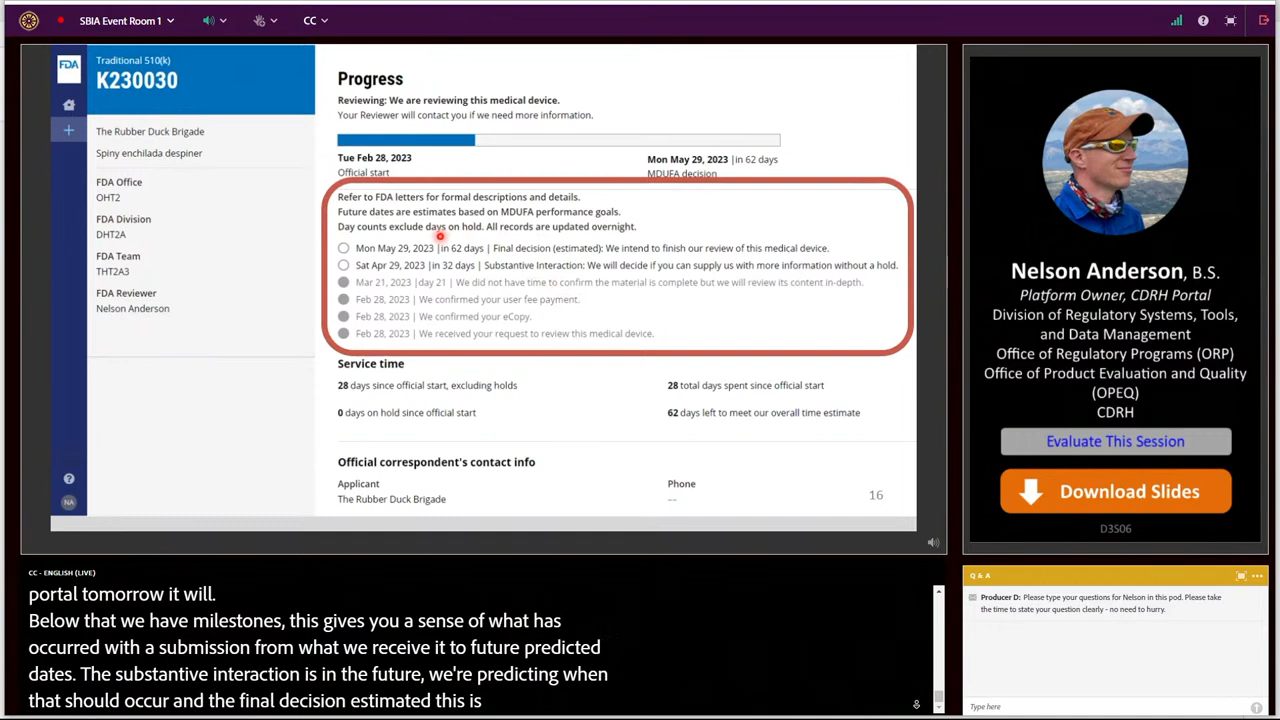 SBIA Event Room 1
CC
FDA
Traditional 510(k)
K230030
The Rubber Duck Brigade
Spiny enchilada despiner
FDA Office
OHT2
FDA Division
DHT2A
FDA Team
THT2A3
FDA Reviewer
Nelson Anderson
NA
Progress
Reviewing: We are reviewing this medical device.
Your Reviewer will contact you if we need more information.
Tue Feb 28, 2023
Official start
Mon May 29, 2023 |in 62 days
MDUFA decision
Refer to FDA letters for formal descriptions and details.
Future dates are estimates based on MDUFA performance goals.
Day counts exclude days on hold. All records are updated overnight.
Mon May 29, 2023 |in 62 days | Final decision (estimated): We intend to finish our review of this medical device.
Sat Apr 29, 2023 |in 32 days | Substantive Interaction: We will decide if you can supply us with more information without a hold.
Mar 21, 2023 |day 21 | We did not have time to confirm the material is complete but we will review its content in-depth.
Feb 28, 2023 | We confirmed your user fee payment.
Feb 28, 2023 | We confirmed your eCopy.
Feb 28, 2023 | We received your request to review this medical device.
Service time
28 days since official start, excluding holds
28 total days spent since official start
0 days on hold since official start
62 days left to meet our overall time estimate
Official correspondent's contact info
Applicant
The Rubber Duck Brigade
Phone
––
16
Nelson Anderson, B.S.
Platform Owner, CDRH Portal
Division of Regulatory Systems, Tools,
and Data Management
Office of Regulatory Programs (ORP)
Office of Product Evaluation and Quality
(OPEQ)
CDRH
Evaluate This Session
Download Slides
D3S06
CC - ENGLISH (LIVE)
portal tomorrow it will.
Below that we have milestones, this gives you a sense of what has
occurred with a submission from what we receive it to future predicted
dates. The substantive interaction is in the future, we're predicting when
that should occur and the final decision estimated this is
Q & A
Producer D: Please type your questions for Nelson in this pod. Please take
the time to state your question clearly - no need to hurry.
Type here